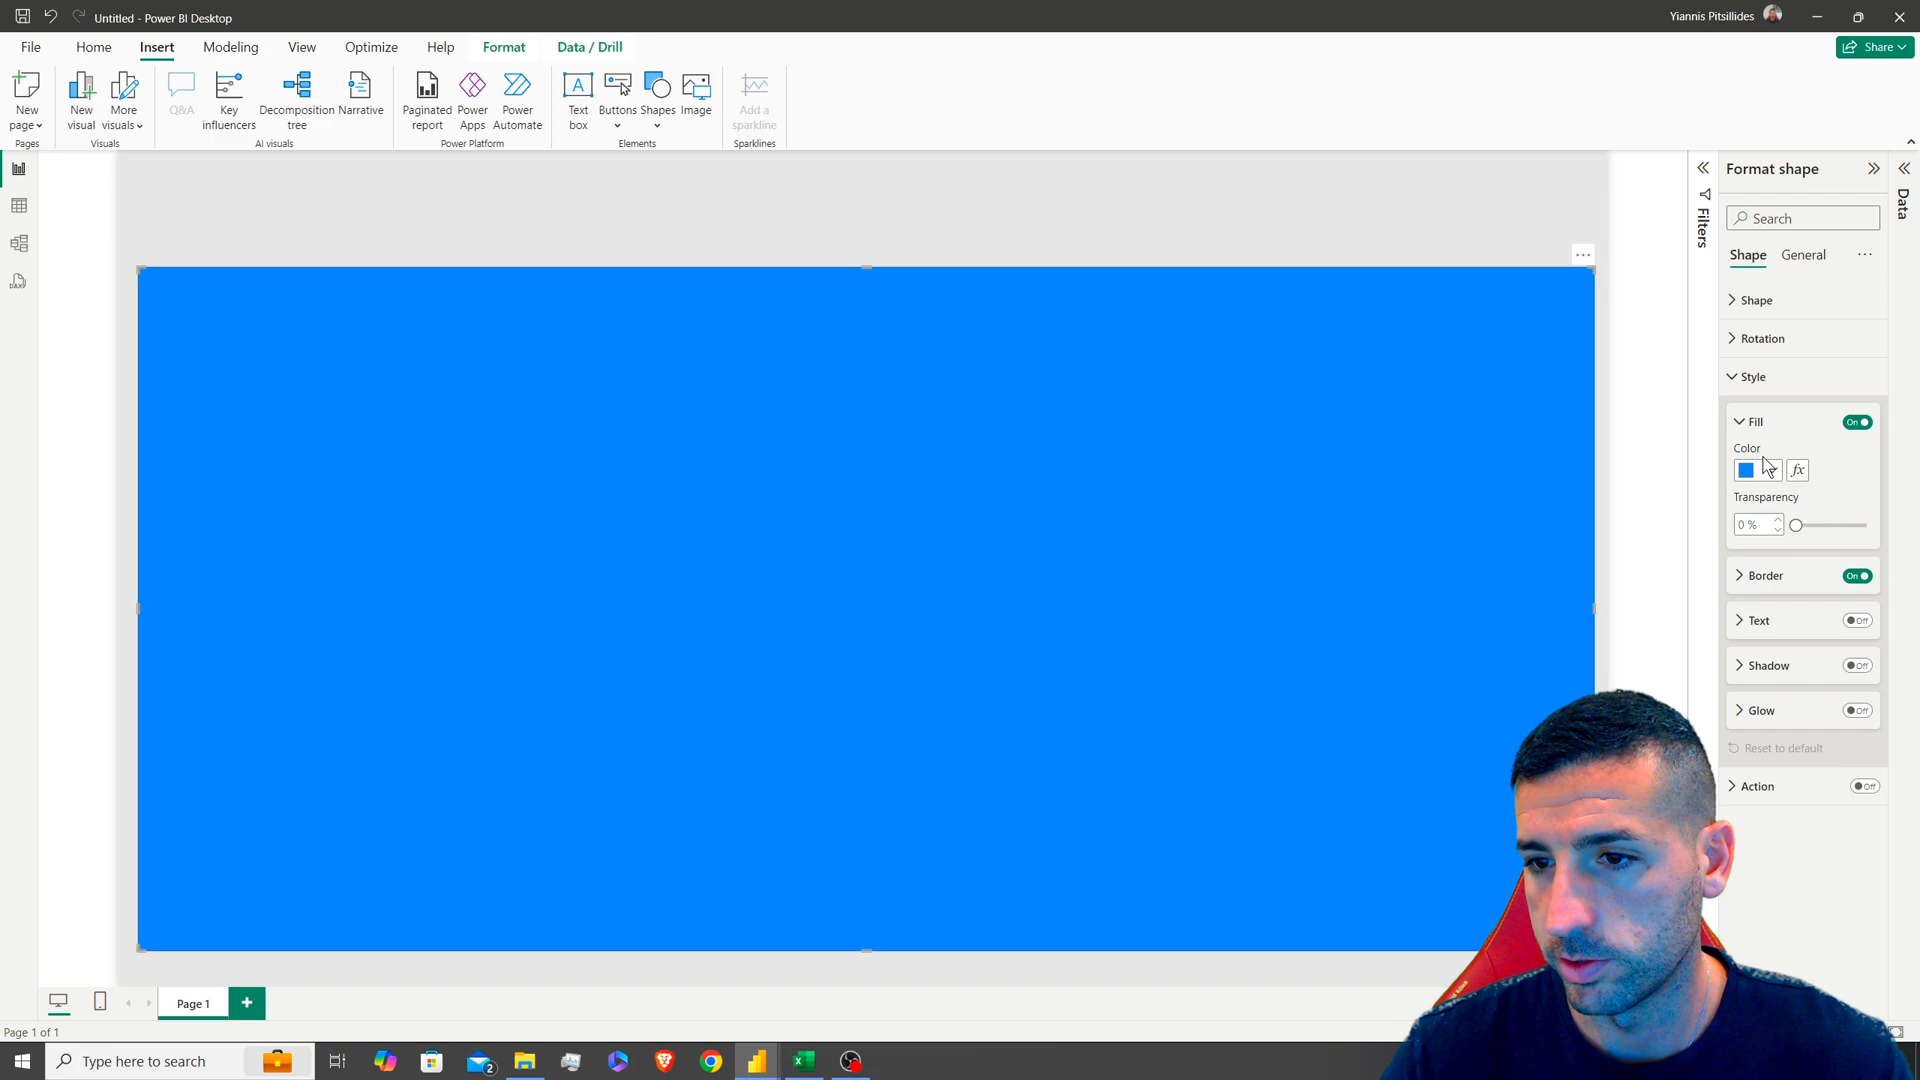 Untitled - Power BI Desktop
Yiannis Pitsillides
File Home Insert Modeling View Optimize Help Format Data / Drill
Share
New page
New visual
More visuals
Q&A
Key influencers
Decomposition tree
Narrative
Paginated report
Power Apps
Power Automate
Text box
Buttons
Shapes
Image
Add a sparkline
Pages
Visuals
AI visuals
Power Platform
Elements
Sparklines
Format shape
Search
Shape General
Shape
Rotation
Style
Fill On
Color
fx
Transparency
0 %
Border On
Text Off
Shadow Off
Glow Off
Reset to default
Action Off
Filters
Data
DAX
Page 1
Page 1 of 1
Type here to search
2